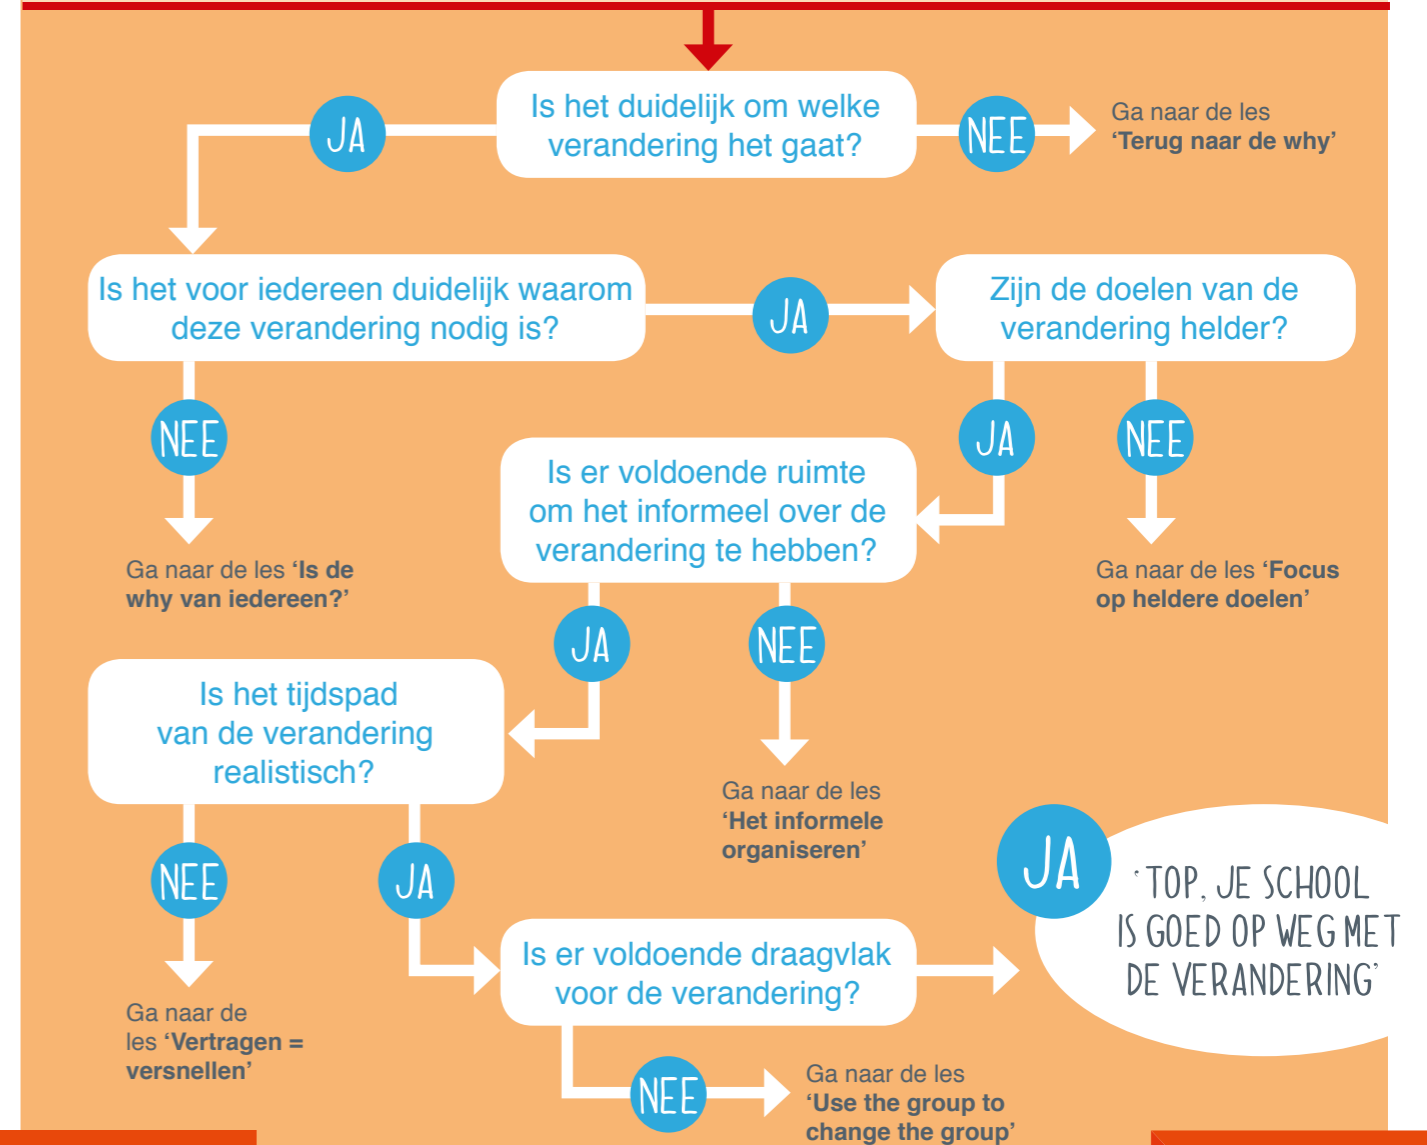 Is het duidelijk om welke
verandering het gaat?
JA
NEE
Ga naar de les
‘Terug naar de why’
Is het voor iedereen duidelijk waarom
deze verandering nodig is?
JA
Zijn de doelen van de
verandering helder?
NEE
JA
NEE
Ga naar de les ‘Is de
why van iedereen?’
Is er voldoende ruimte
om het informeel over de
verandering te hebben?
Ga naar de les ‘Focus
op heldere doelen’
JA
NEE
Is het tijdspad
van de verandering
realistisch?
Ga naar de les
‘Het informele
organiseren’
NEE
JA
JA
‘TOP, JE SCHOOL
IS GOED OP WEG MET
DE VERANDERING’
Is er voldoende draagvlak
voor de verandering?
Ga naar de
les ‘Vertragen =
versnellen’
NEE
Ga naar de les
‘Use the group to
change the group’